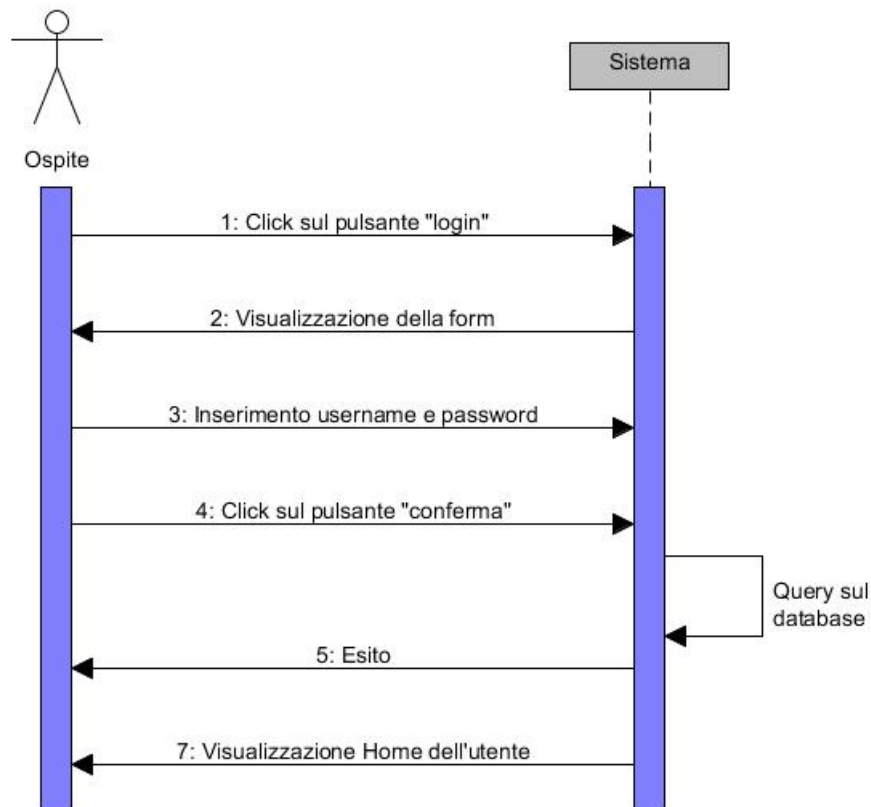 Sistema
Ospite
1: Click sul pulsante "login"
2: Visualizzazione della form
3: Inserimento username e password
4: Click sul pulsante "conferma"
Query sul
database
5: Esito
7: Visualizzazione Home dell'utente